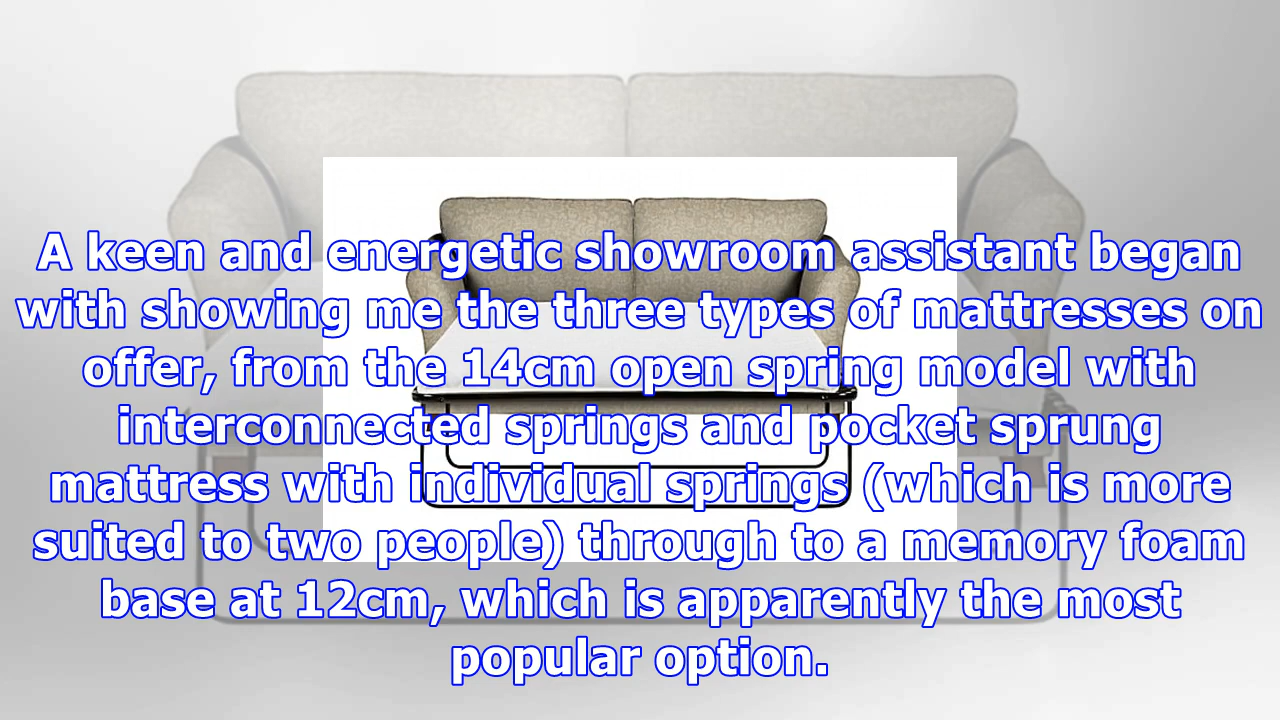 A keen and energetic showroom assistant began
with showing me the three types of mattresses on
offer, from the 14cm open spring model with
interconnected springs and pocket sprung
mattress with individual springs (which is more
suited to two people) through to a memory foam
base at 12cm, which is apparently the most
popular option.